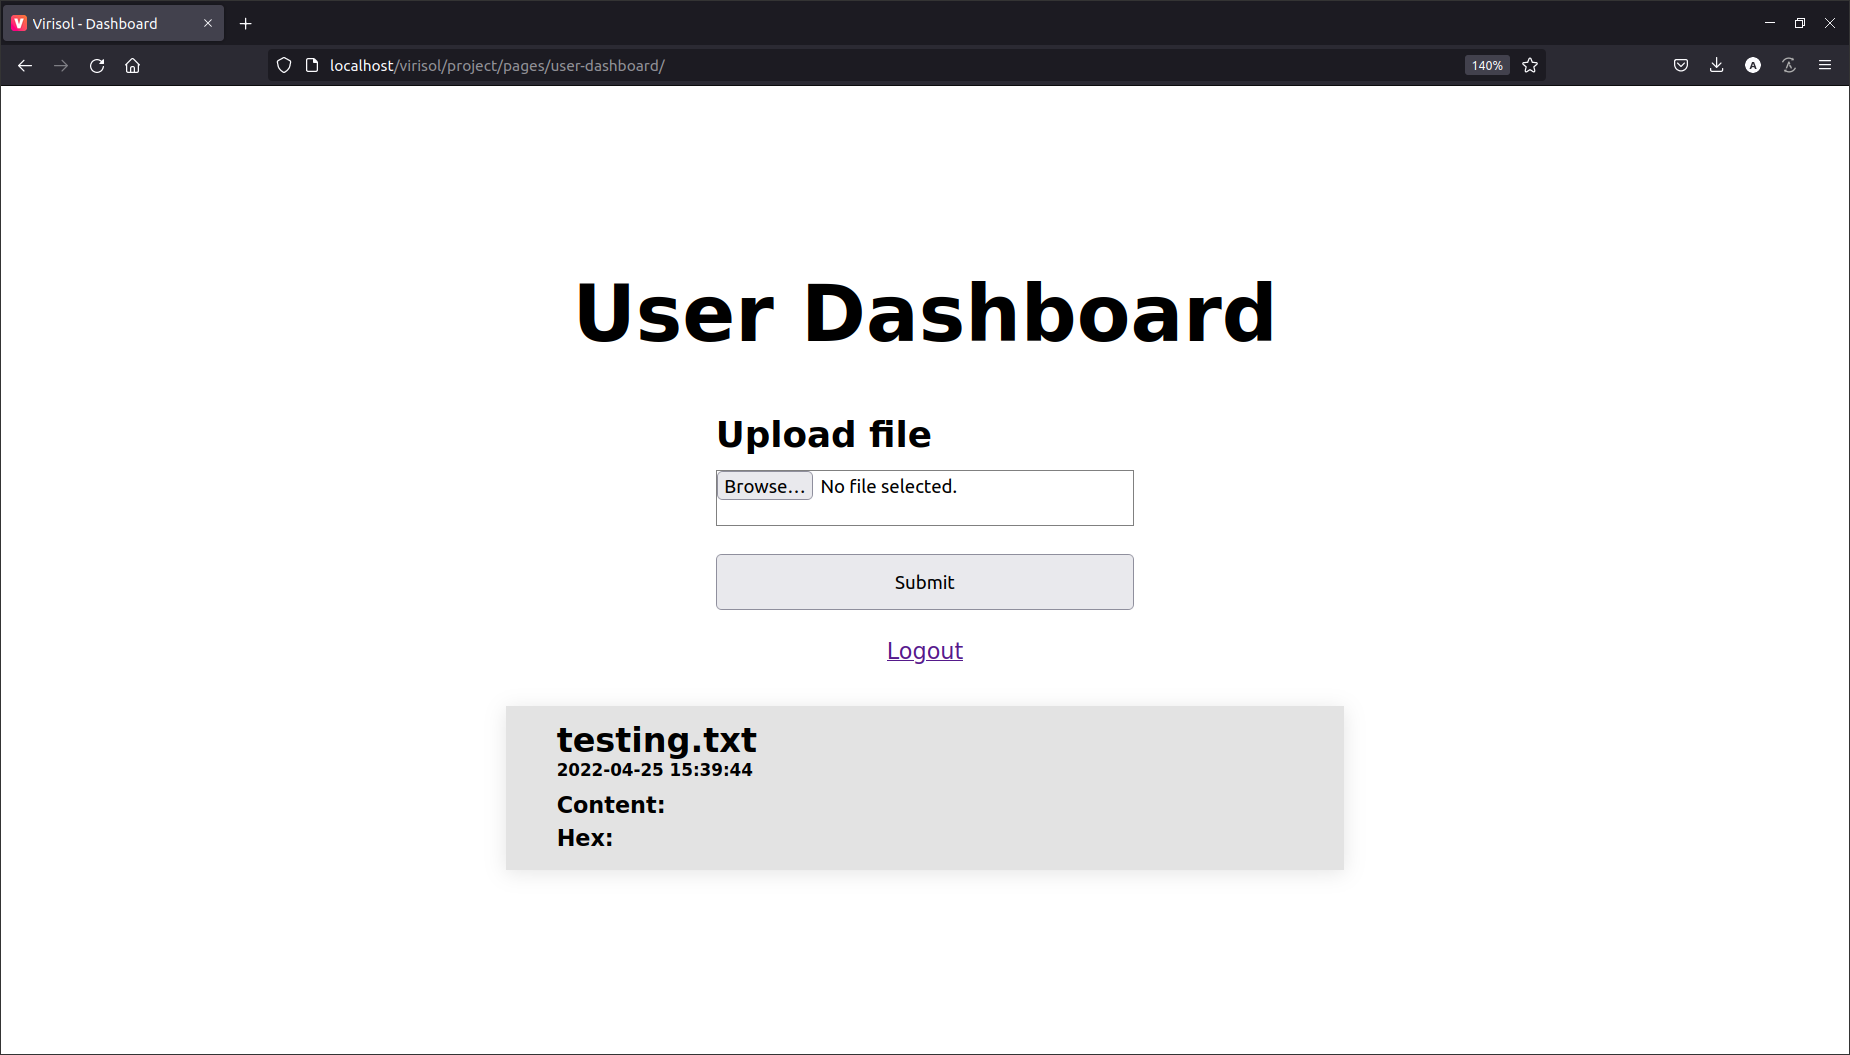 Virisol - Dashboard
localhost/virisol/project/pages/user-dashboard/
140%
User Dashboard
Upload file
Browse… No file selected.
Submit
Logout
testing.txt
2022-04-25 15:39:44
Content:
Hex: